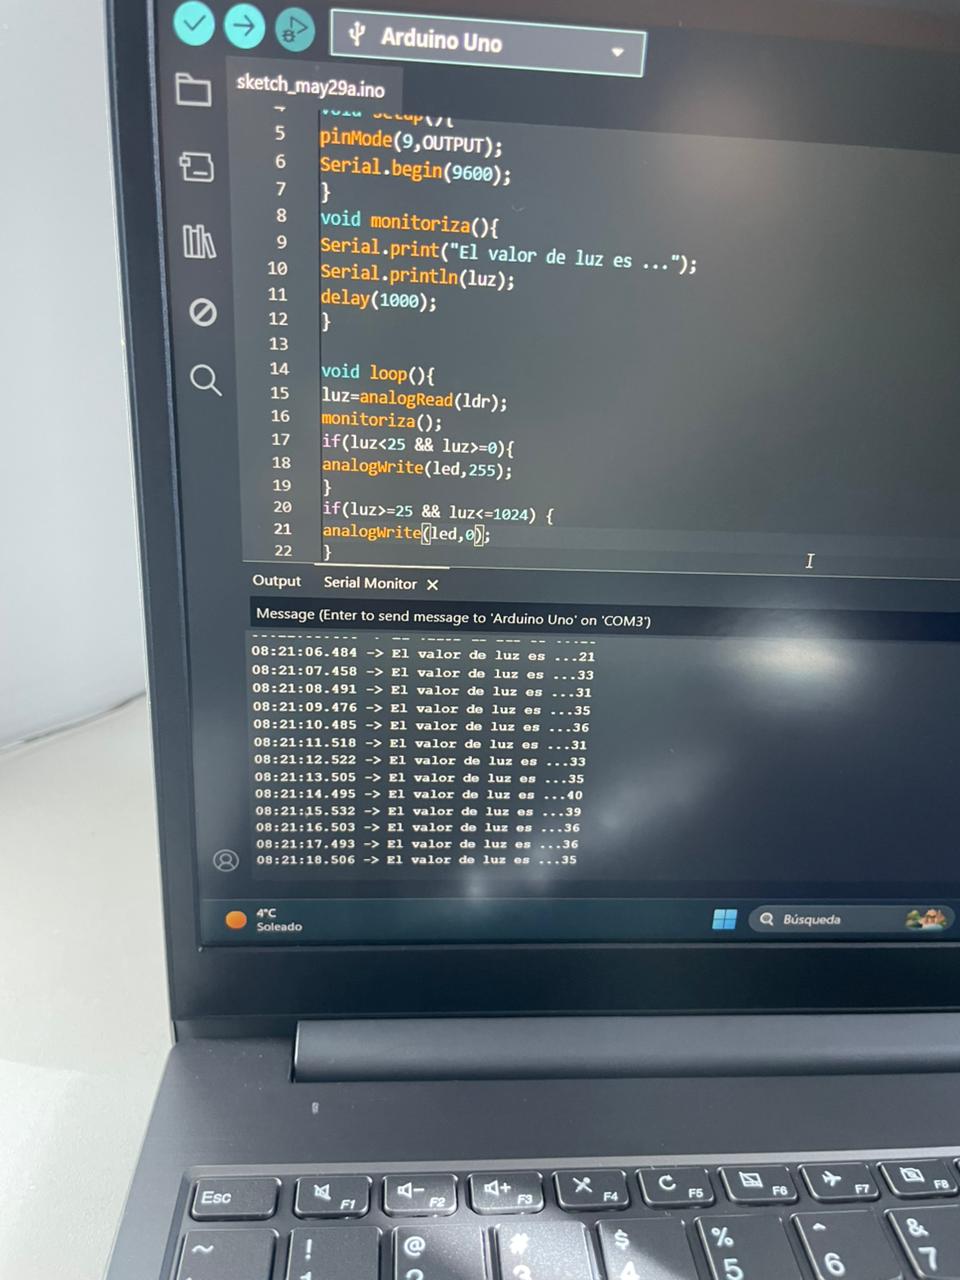 Arduino Uno
sketch_may29a.ino
4 void setup(){
5 pinMode(9,OUTPUT);
6 Serial.begin(9600);
7 }
8 void monitoriza(){
9 Serial.print("El valor de luz es ...");
10 Serial.println(luz);
11 delay(1000);
12 }
13
14 void loop(){
15 luz=analogRead(ldr);
16 monitoriza();
17 if(luz<25 && luz>=0){
18 analogWrite(led,255);
19 }
20 if(luz>=25 && luz<=1024) {
21 analogWrite(led,0);
22 }
Output Serial Monitor
Message (Enter to send message to 'Arduino Uno' on 'COM3')
08:21:06.484 -> El valor de luz es ...21
08:21:07.458 -> El valor de luz es ...33
08:21:08.491 -> El valor de luz es ...31
08:21:09.476 -> El valor de luz es ...35
08:21:10.485 -> El valor de luz es ...36
08:21:11.518 -> El valor de luz es ...31
08:21:12.522 -> El valor de luz es ...33
08:21:13.505 -> El valor de luz es ...35
08:21:14.495 -> El valor de luz es ...40
08:21:15.532 -> El valor de luz es ...39
08:21:16.503 -> El valor de luz es ...36
08:21:17.493 -> El valor de luz es ...36
08:21:18.506 -> El valor de luz es ...35
4°C
Soleado
Búsqueda
Esc F1 F2 F3 F4 F5 F6 F7 F8
~ ! @ # $ % ^ &
5 6 7